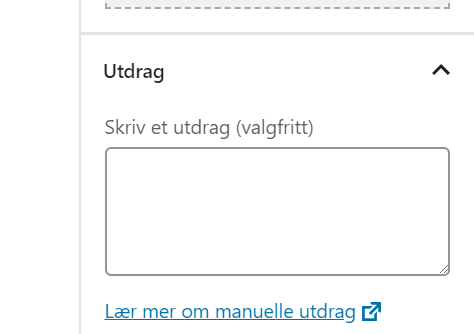 Utdrag
Skriv et utdrag (valgfritt)
Lær mer om manuelle utdrag